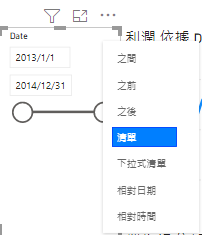 Date
利潤 依據 D
2013/1/1
2014/12/31
之間
之前
之後
清單
下拉式清單
相對日期
相對時間